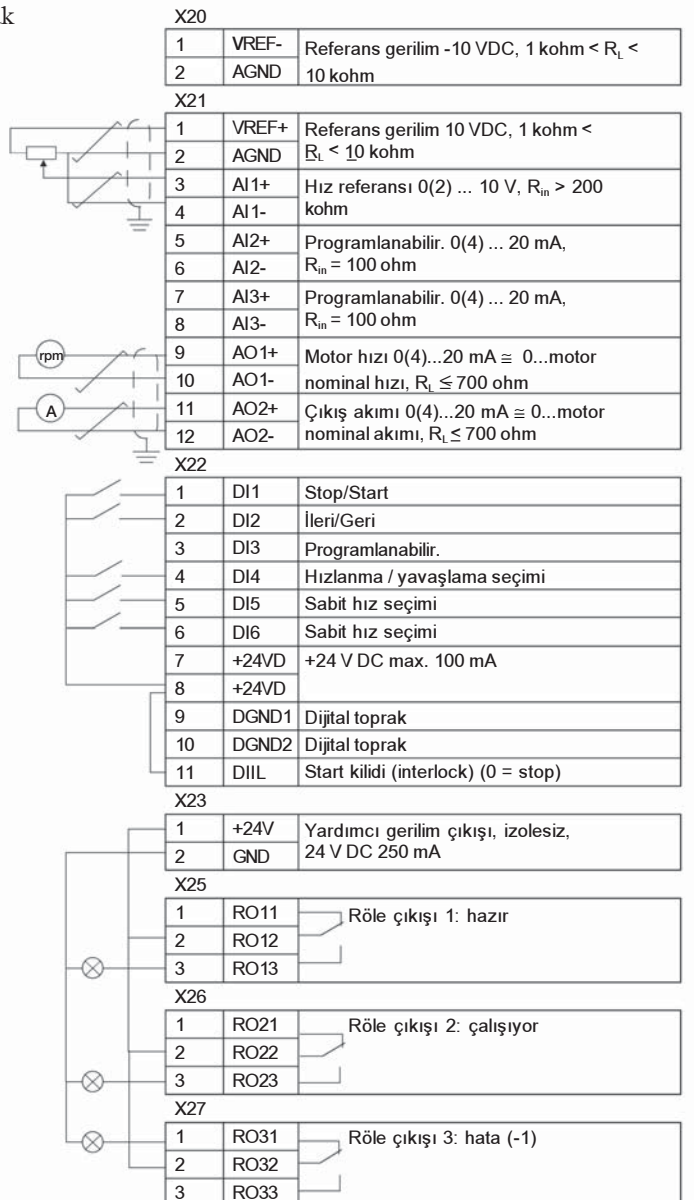 ak
X20
1 VREF- Referans gerilim -10 VDC, 1 kohm < R_L <
2 AGND 10 kohm
X21
1 VREF+ Referans gerilim 10 VDC, 1 kohm <
2 AGND R_L < 10 kohm
3 AI1+ Hız referansı 0(2) ... 10 V, R_in > 200
4 AI1- kohm
5 AI2+ Programlanabilir. 0(4) ... 20 mA,
6 AI2- R_in = 100 ohm
7 AI3+ Programlanabilir. 0(4) ... 20 mA,
8 AI3- R_in = 100 ohm
rpm 9 AO1+ Motor hızı 0(4)...20 mA ≅ 0...motor
10 AO1- nominal hızı, R_L ≤ 700 ohm
A 11 AO2+ Çıkış akımı 0(4)...20 mA ≅ 0...motor
12 AO2- nominal akımı, R_L ≤ 700 ohm
X22
1 DI1 Stop/Start
2 DI2 İleri/Geri
3 DI3 Programlanabilir.
4 DI4 Hızlanma / yavaşlama seçimi
5 DI5 Sabit hız seçimi
6 DI6 Sabit hız seçimi
7 +24VD +24 V DC max. 100 mA
8 +24VD
9 DGND1 Dijital toprak
10 DGND2 Dijital toprak
11 DIIL Start kilidi (interlock) (0 = stop)
X23
1 +24V Yardımcı gerilim çıkışı, izolesiz,
2 GND 24 V DC 250 mA
X25
1 RO11 Röle çıkışı 1: hazır
2 RO12
3 RO13
X26
1 RO21 Röle çıkışı 2: çalışıyor
2 RO22
3 RO23
X27
1 RO31 Röle çıkışı 3: hata (-1)
2 RO32
3 RO33